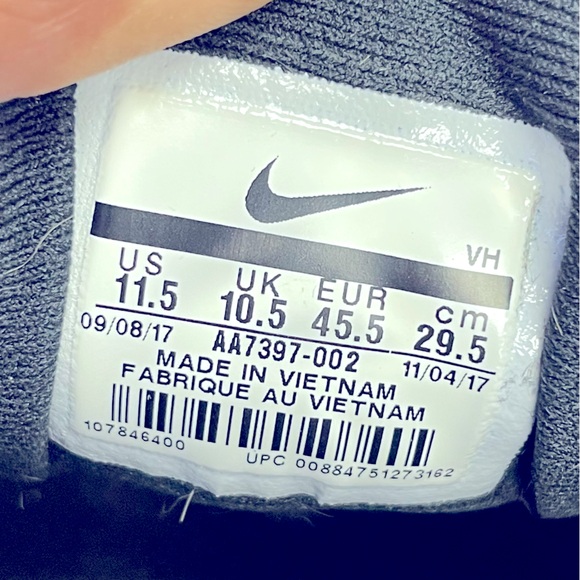 VH
US UK EUR cm
11.5 10.5 45.5 29.5
09/08/17 AA7397-002 11/04/17
MADE IN VIETNAM
FABRIQUE AU VIETNAM
107846400 UPC 00884751273162